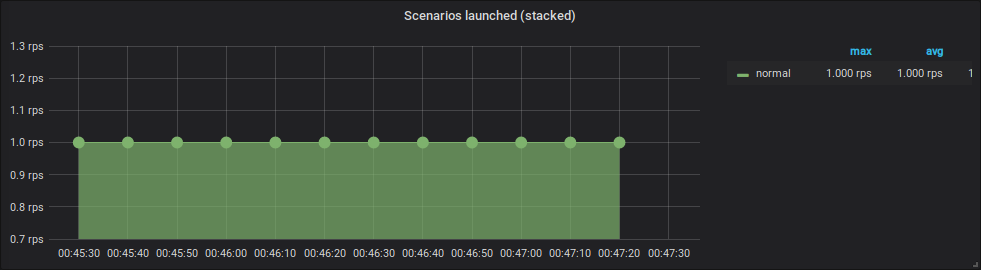 Scenarios launched (stacked)
1.3 rps
1.2 rps
1.1 rps
1.0 rps
0.9 rps
0.8 rps
0.7 rps
00:45:30 00:45:40 00:45:50 00:46:00 00:46:10 00:46:20 00:46:30 00:46:40 00:46:50 00:47:00 00:47:10 00:47:20 00:47:30
max avg
normal 1.000 rps 1.000 rps 1